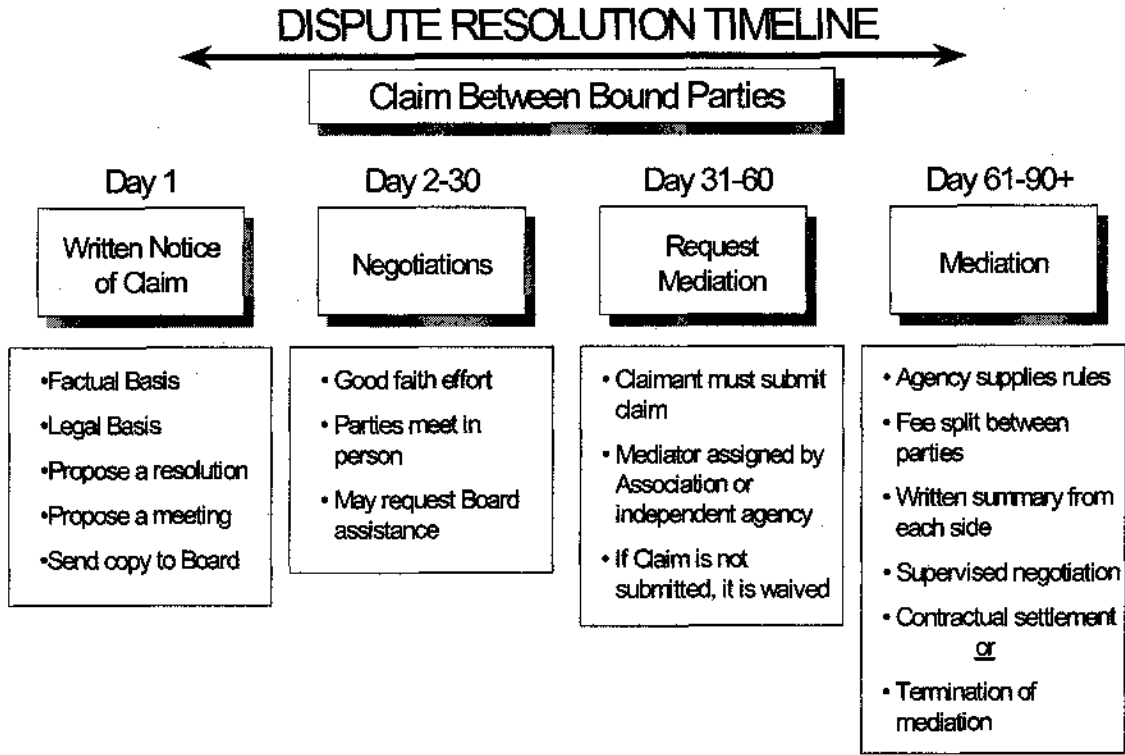 DISPUTE RESOLUTION TIMELINE
Claim Between Bound Parties
Day 1
Written Notice
of Claim
•Factual Basis
•Legal Basis
•Propose a resolution
•Propose a meeting
•Send copy to Board
Day 2-30
Negotiations
• Good faith effort
• Parties meet in
person
• May request Board
assistance
Day 31-60
Request
Mediation
• Claimant must submit
claim
• Mediator assigned by
Association or
independent agency
• If Claim is not
submitted, it is waived
Day 61-90+
Mediation
• Agency supplies rules
• Fee split between
parties
• Written summary from
each side
• Supervised negotiation
• Contractual settlement
or
• Termination of
mediation